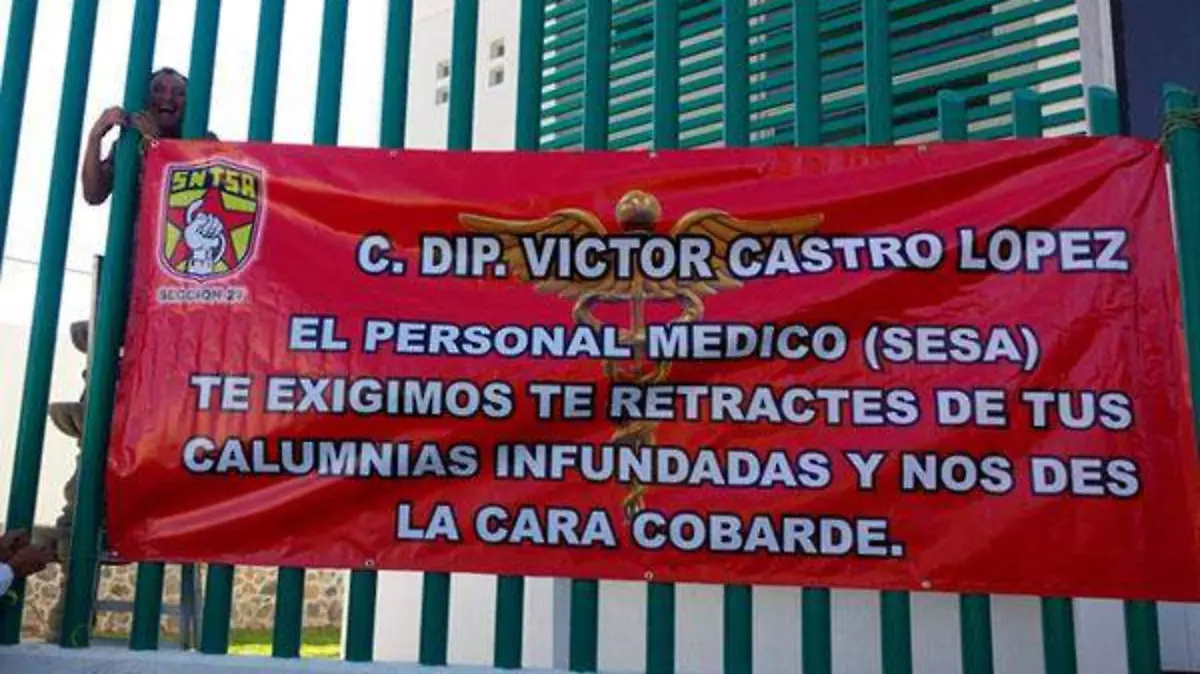 SNTSA
SECCION 27
C. DIP. VICTOR CASTRO LOPEZ
EL PERSONAL MEDICO (SESA)
TE EXIGIMOS TE RETRACTES DE TUS
CALUMNIAS INFUNDADAS Y NOS DES
LA CARA COBARDE.